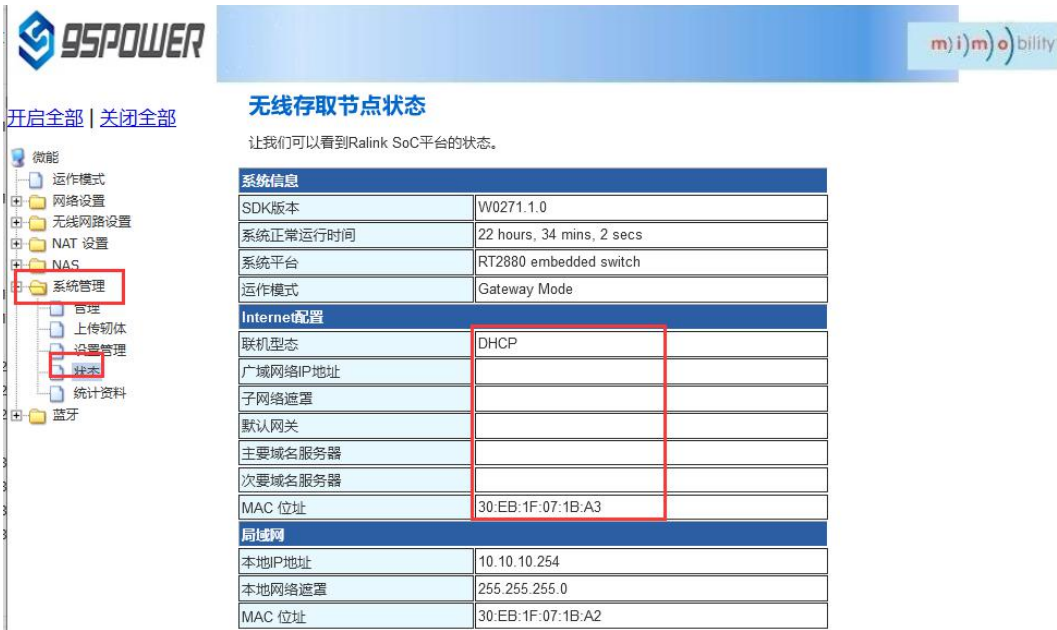 95POWER
m)i)m)o)bility
开启全部 | 关闭全部
微能
运作模式
网络设置
无线网路设置
NAT 设置
NAS
系统管理
管理
上传韧体
设置管理
状态
统计资料
蓝牙
无线存取节点状态
让我们可以看到Ralink SoC平台的状态。
系统信息
SDK版本 W0271.1.0
系统正常运行时间 22 hours, 34 mins, 2 secs
系统平台 RT2880 embedded switch
运作模式 Gateway Mode
Internet配置
联机型态 DHCP
广域网络IP地址
子网络遮罩
默认网关
主要域名服务器
次要域名服务器
MAC 位址 30:EB:1F:07:1B:A3
局域网
本地IP地址 10.10.10.254
本地网络遮罩 255.255.255.0
MAC 位址 30:EB:1F:07:1B:A2